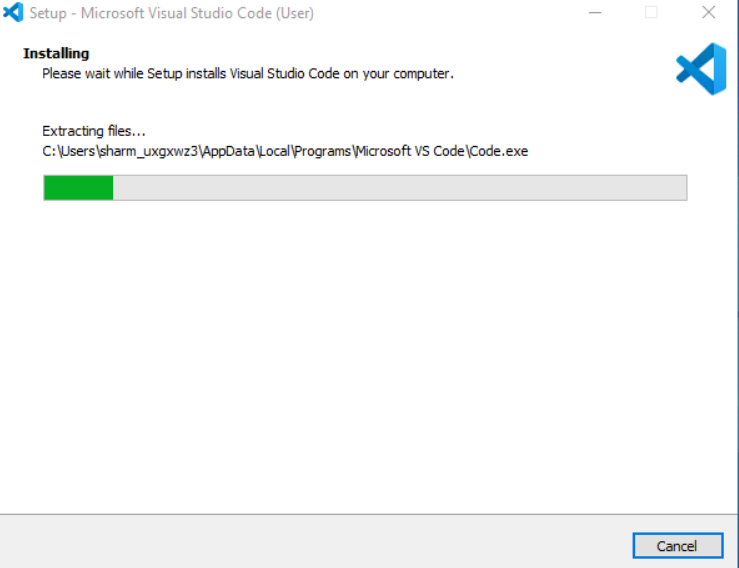 Setup - Microsoft Visual Studio Code (User)
Installing
Please wait while Setup installs Visual Studio Code on your computer.
Extracting files...
C:\Users\sharm_uxgxwz3\AppData\Local\Programs\Microsoft VS Code\Code.exe
Cancel